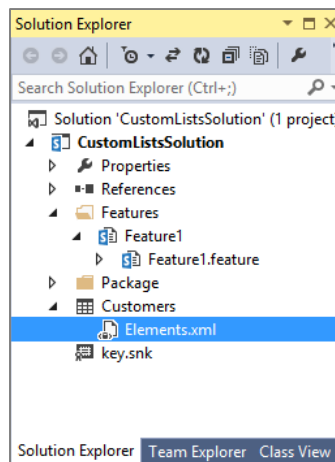 Solution Explorer
Search Solution Explorer (Ctrl+;)
Solution 'CustomListsSolution' (1 project
CustomListsSolution
Properties
References
Features
Feature1
Feature1.feature
Package
Customers
Elements.xml
key.snk
Solution Explorer Team Explorer Class View